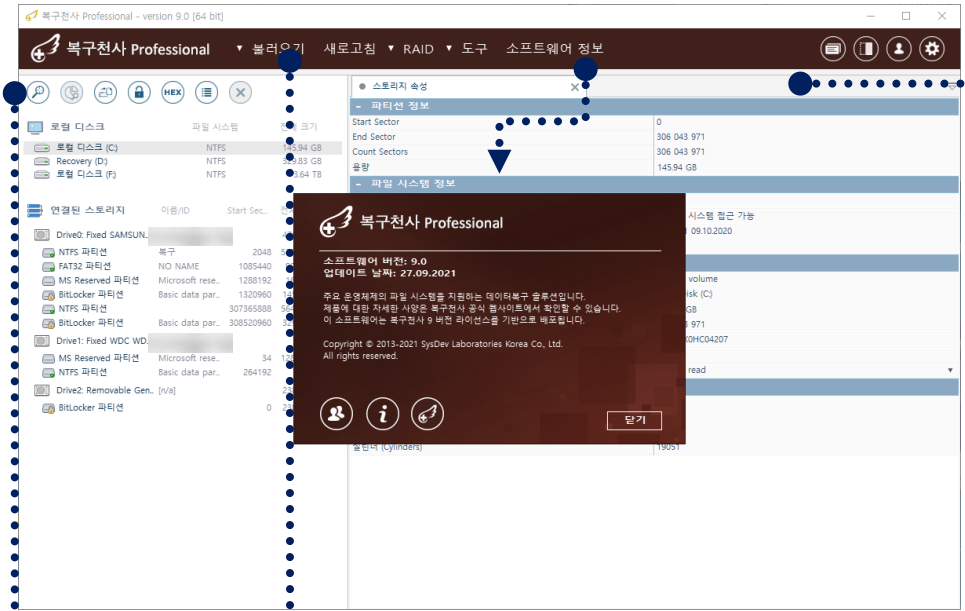 복구천사 Professional - version 9.0 (64 bit)
복구천사 Professional ▼ 불러오기 새로고침 ▼ RAID ▼ 도구 소프트웨어 정보
HEX
스토리지 속성
로컬 디스크 파일 시스템 크기
로컬 디스크 (C:) NTFS 145.94 GB
Recovery (D:) NTFS 329.83 GB
로컬 디스크 (F:) NTFS 3.64 TB
연결된 스토리지 이름/ID Start Sec..
Drive0: Fixed SAMSUN..
NTFS 파티션 복구 2048
FAT32 파티션 NO NAME 1085440
MS Reserved 파티션 Microsoft rese.. 1288192
BitLocker 파티션 Basic data par.. 1320960
NTFS 파티션 307365888
BitLocker 파티션 Basic data par.. 308520960
Drive1: Fixed WDC WD.
MS Reserved 파티션 Microsoft rese.. 34
NTFS 파티션 Basic data par.. 264192
Drive2: Removable Gen.. [n/a]
BitLocker 파티션 0
- 파티션 정보
Start Sector 0
End Sector 306 043 971
Count Sectors 306 043 971
용량 145.94 GB
- 파일 시스템 정보
시스템 접근 가능
09.10.2020
volume
(C:)
GB
971
0HC04207
read
실린더 (Cylinders) 19051
복구천사 Professional
소프트웨어 버전: 9.0
업데이트 날짜: 27.09.2021
주요 운영체제의 파일 시스템을 지원하는 데이터복구 솔루션입니다.
제품에 대한 자세한 사양은 복구천사 공식 웹사이트에서 확인할 수 있습니다.
이 소프트웨어는 복구천사 9 버전 라이선스를 기반으로 배포됩니다.
Copyright © 2013-2021 SysDev Laboratories Korea Co., Ltd.
All rights reserved.
닫기